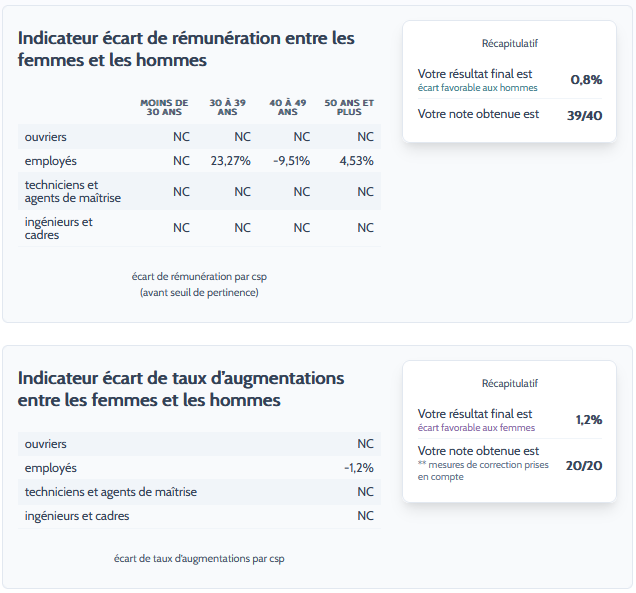 Indicateur écart de rémunération entre les
femmes et les hommes
MOINS DE
30 ANS
30 À 39
ANS
40 À 49
ANS
50 ANS ET
PLUS
ouvriers NC NC NC NC
employés NC 23,27% -9,51% 4,53%
techniciens et
agents de maîtrise NC NC NC NC
ingénieurs et
cadres NC NC NC NC
écart de rémunération par csp
(avant seuil de pertinence)
Récapitulatif
Votre résultat final est 0,8%
écart favorable aux hommes
Votre note obtenue est 39/40
Indicateur écart de taux d'augmentations
entre les femmes et les hommes
ouvriers NC
employés -1,2%
techniciens et agents de maîtrise NC
ingénieurs et cadres NC
écart de taux d'augmentations par csp
Récapitulatif
Votre résultat final est 1,2%
écart favorable aux femmes
Votre note obtenue est 20/20
** mesures de correction prises
en compte